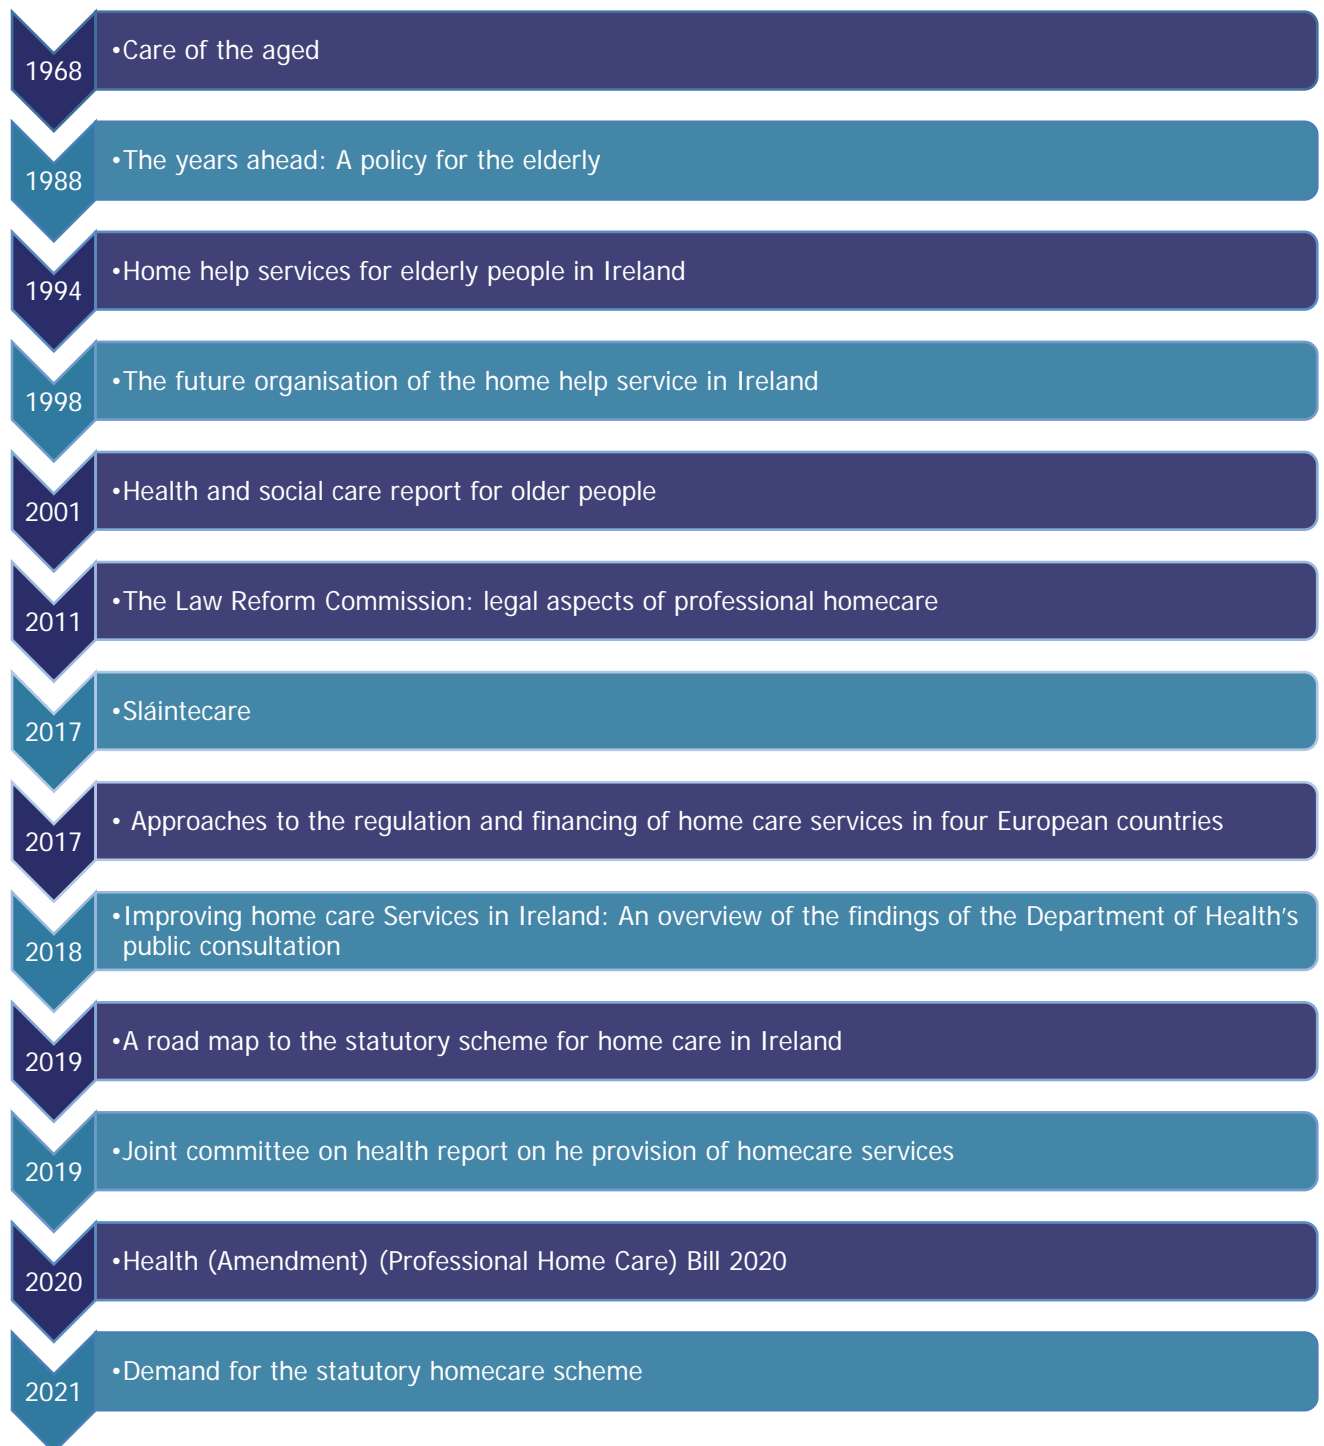 1968
•Care of the aged
1988
•The years ahead: A policy for the elderly
1994
•Home help services for elderly people in Ireland
1998
•The future organisation of the home help service in Ireland
2001
•Health and social care report for older people
2011
•The Law Reform Commission: legal aspects of professional homecare
2017
•Sláintecare
2017
• Approaches to the regulation and financing of home care services in four European countries
2018
•Improving home care Services in Ireland: An overview of the findings of the Department of Health’s
public consultation
2019
•A road map to the statutory scheme for home care in Ireland
2019
•Joint committee on health report on he provision of homecare services
2020
•Health (Amendment) (Professional Home Care) Bill 2020
2021
•Demand for the statutory homecare scheme